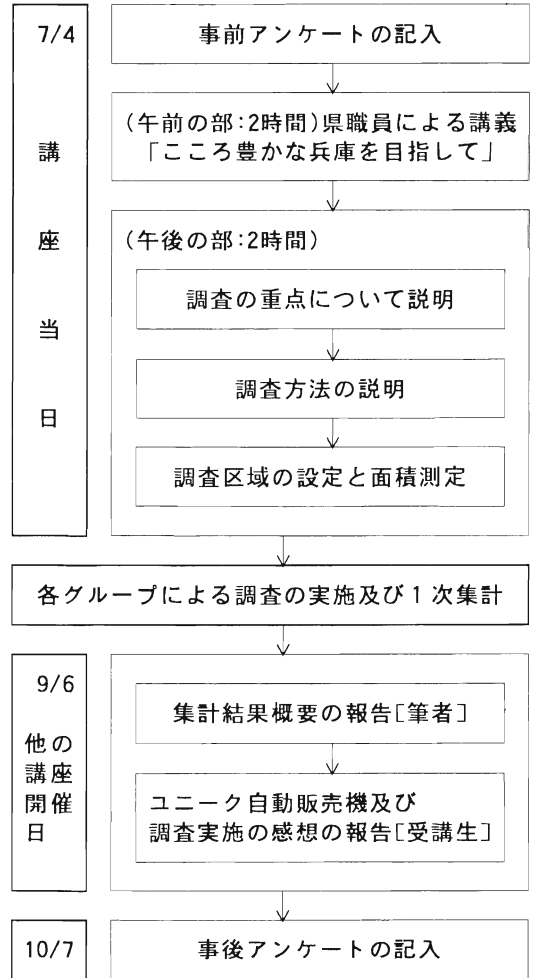 7/4
講
座
当
日
事前アンケートの記入
(午前の部:2時間)県職員による講義
「こころ豊かな兵庫を目指して」
(午後の部:2時間)
調査の重点について説明
調査方法の説明
調査区域の設定と面積測定
各グループによる調査の実施及び1次集計
9/6
他の
講座
開催
日
集計結果概要の報告[筆者]
ユニーク自動販売機及び
調査実施の感想の報告[受講生]
10/7
事後アンケートの記入